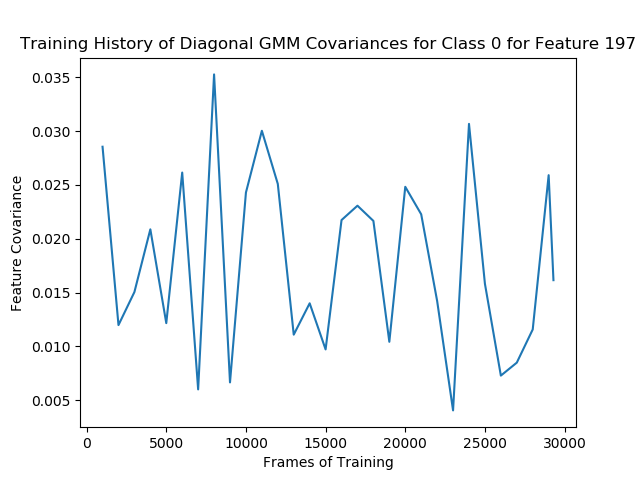 Training History of Diagonal GMM Covariances for Class 0 for Feature 197
0.035
0.030
0.025
0.020
0.015
0.010
0.005
Feature Covariance
0 5000 10000 15000 20000 25000 30000
Frames of Training